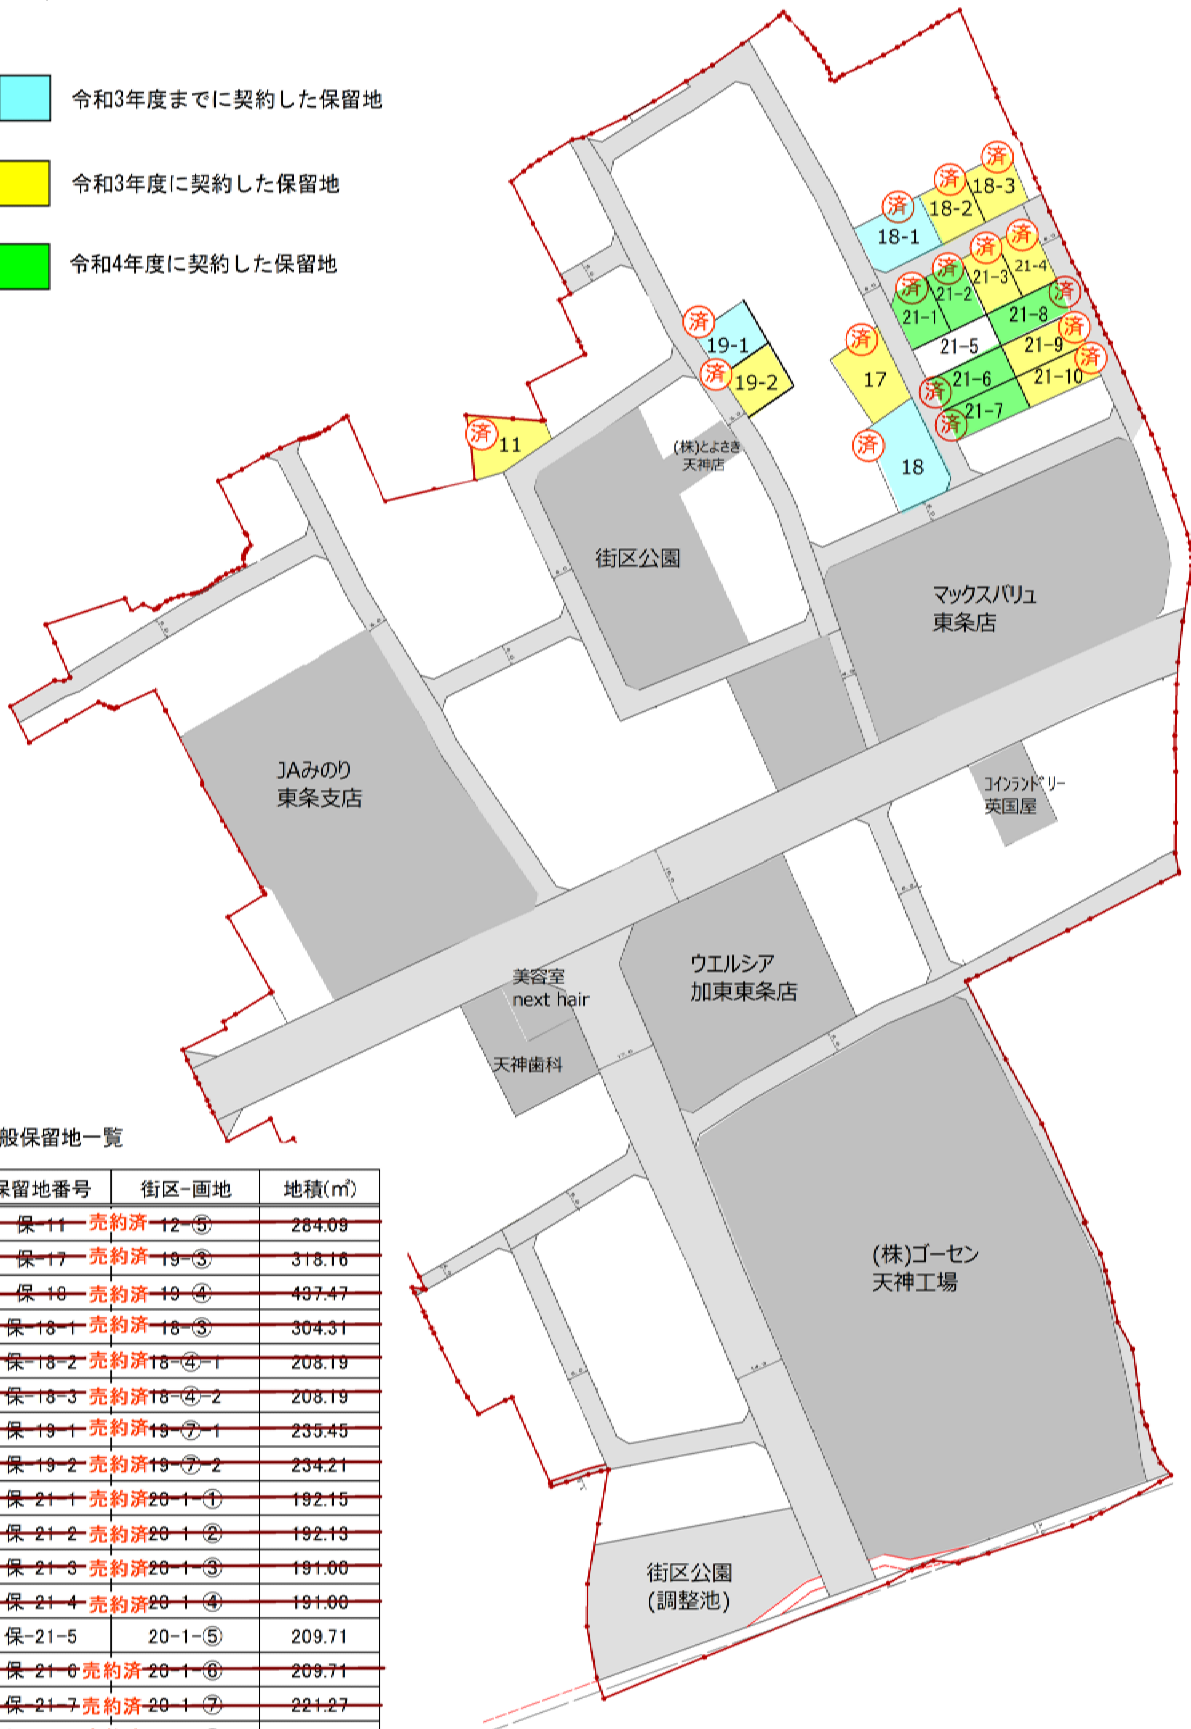 令和3年度までに契約した保留地
令和3年度に契約した保留地
令和4年度に契約した保留地
済 18-3
済 18-2
済 18-1
済 21-4
済 21-3
済 21-2
済 21-1
済 21-8
21-5
済 21-9
済 21-10
済 21-6
済 21-7
済 19-1
済 19-2
済 17
済 18
済 11
(株)とよさき
天神店
街区公園
マックスバリュ
東条店
JAみのり
東条支店
コインランドリー
英国屋
美容室
next hair
天神歯科
ウエルシア
加東東条店
(株)ゴーセン
天神工場
街区公園
(調整池)
般保留地一覧
保留地番号 街区-画地 地積(㎡)
保-11 売約済 12-⑤ 284.09
保-17 売約済 19-③ 318.16
保-18 売約済 19-④ 437.47
保-18-1 売約済 18-③ 304.31
保-18-2 売約済 18-④-1 208.19
保-18-3 売約済 18-④-2 208.19
保-19-1 売約済 19-⑦-1 235.45
保-19-2 売約済 19-⑦-2 234.21
保-21-1 売約済 20-1-① 192.15
保-21-2 売約済 20-1-② 192.13
保-21-3 売約済 20-1-③ 191.00
保-21-4 売約済 20-1-④ 191.00
保-21-5 20-1-⑤ 209.71
保-21-6 売約済 20-1-⑥ 209.71
保-21-7 売約済 20-1-⑦ 221.27